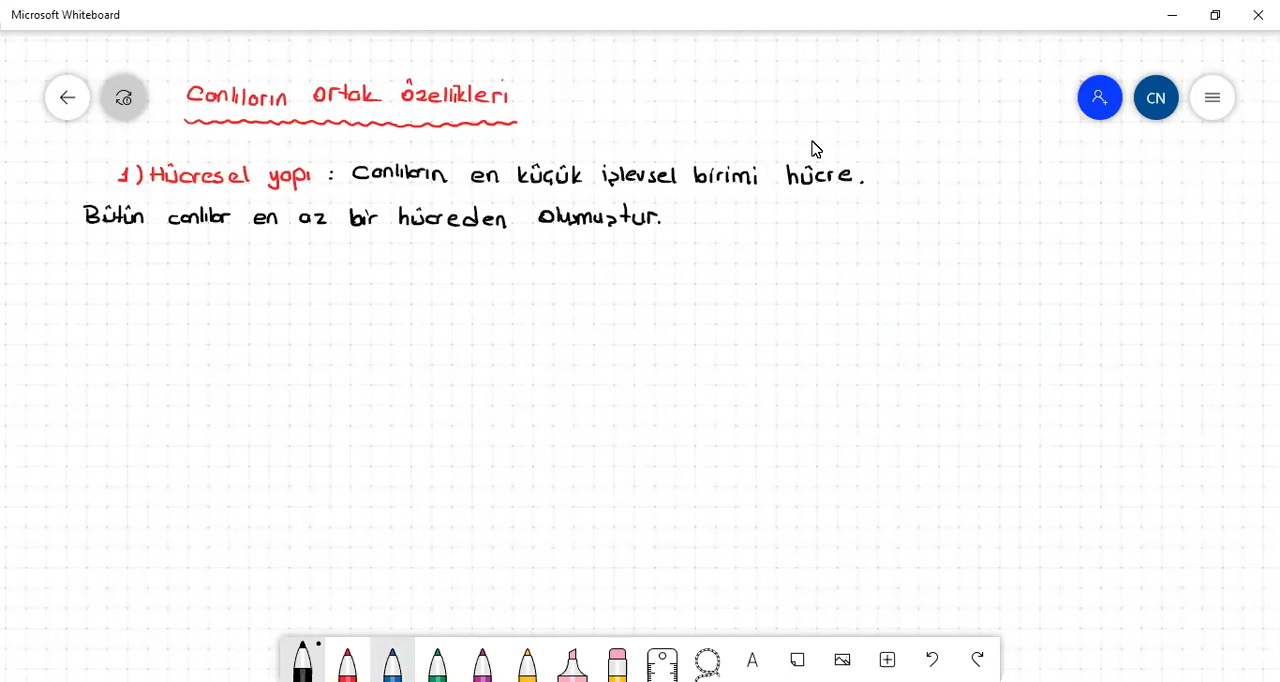 Microsoft Whiteboard
Canlıların ortak özellikleri
CN
1) Hücresel yapı : Canlıların en küçük işlevsel birimi hücre.
Bütün canlılar en az bir hücreden oluşmuştur.
A